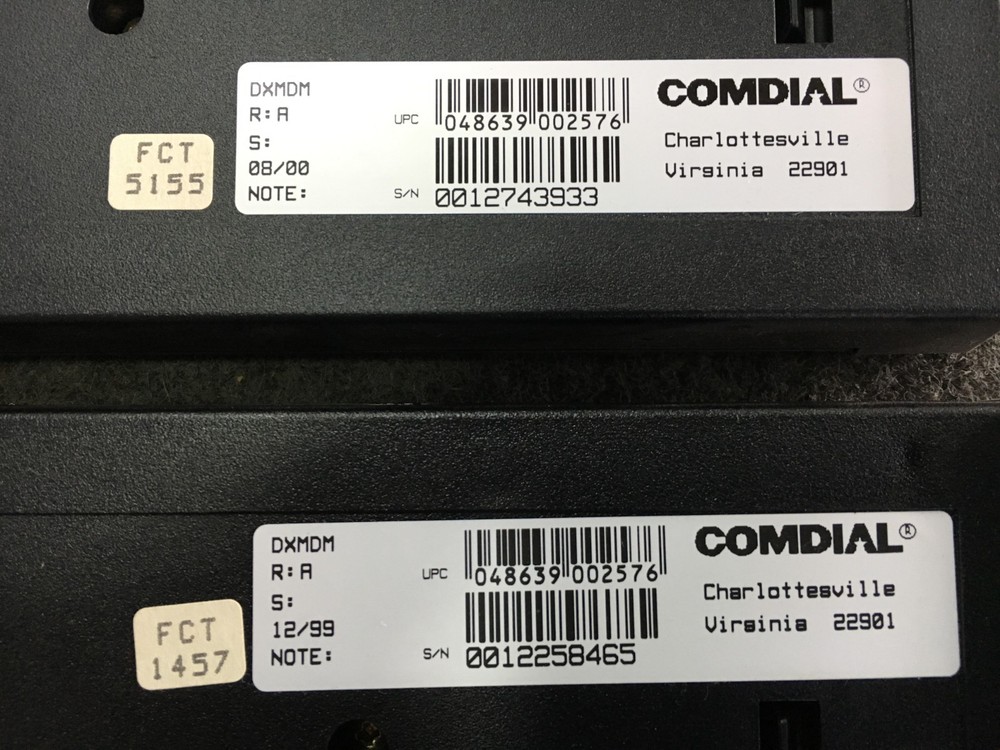 FCT
5155
DXMDM
R: A
S:
08/00
NOTE:
UPC
048639 002576
S/N
0012743933
COMDIAL®
Charlottesville
Virginia 22901
FCT
1457
DXMDM
R: A
S:
12/99
NOTE:
UPC
048639 002576
S/N
0012258465
COMDIAL®
Charlottesville
Virginia 22901